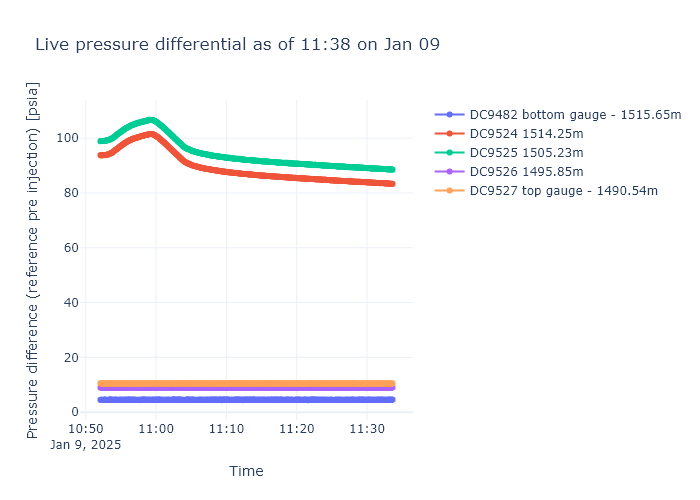 Live pressure differential as of 11:38 on Jan 09
Pressure difference (reference pre injection) [psia]
100
80
60
40
20
0
10:50
Jan 9, 2025
11:00
11:10
11:20
11:30
Time
DC9482 bottom gauge - 1515.65m
DC9524 1514.25m
DC9525 1505.23m
DC9526 1495.85m
DC9527 top gauge - 1490.54m